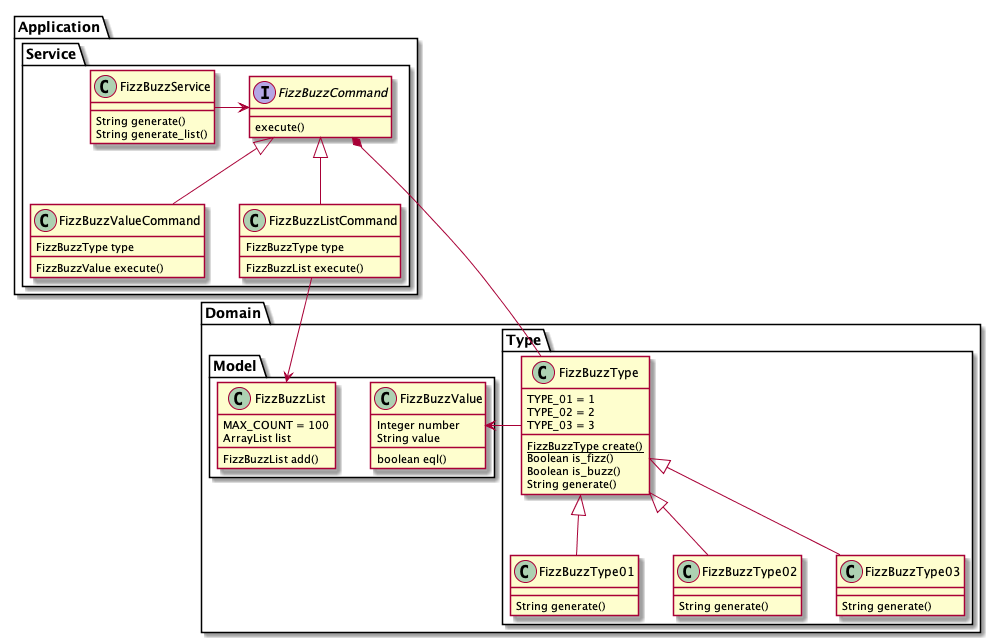 Application
Service
C FizzBuzzService
String generate()
String generate_list()
I FizzBuzzCommand
execute()
C FizzBuzzValueCommand
FizzBuzzType type
FizzBuzzValue execute()
C FizzBuzzListCommand
FizzBuzzType type
FizzBuzzList execute()
Domain
Model
C FizzBuzzList
MAX_COUNT = 100
ArrayList list
FizzBuzzList add()
C FizzBuzzValue
Integer number
String value
boolean eql()
Type
C FizzBuzzType
TYPE_01 = 1
TYPE_02 = 2
TYPE_03 = 3
FizzBuzzType create()
Boolean is_fizz()
Boolean is_buzz()
String generate()
C FizzBuzzType01
String generate()
C FizzBuzzType02
String generate()
C FizzBuzzType03
String generate()